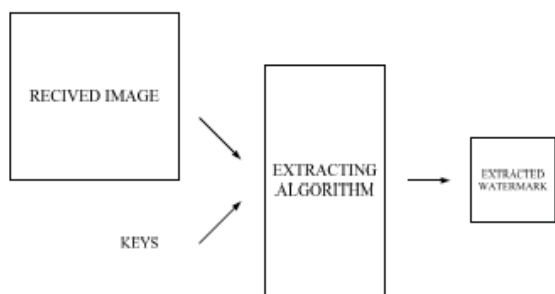 RECIVED IMAGE
KEYS
EXTRACTING
ALGORITHM
EXTRACTED
WATERMARK